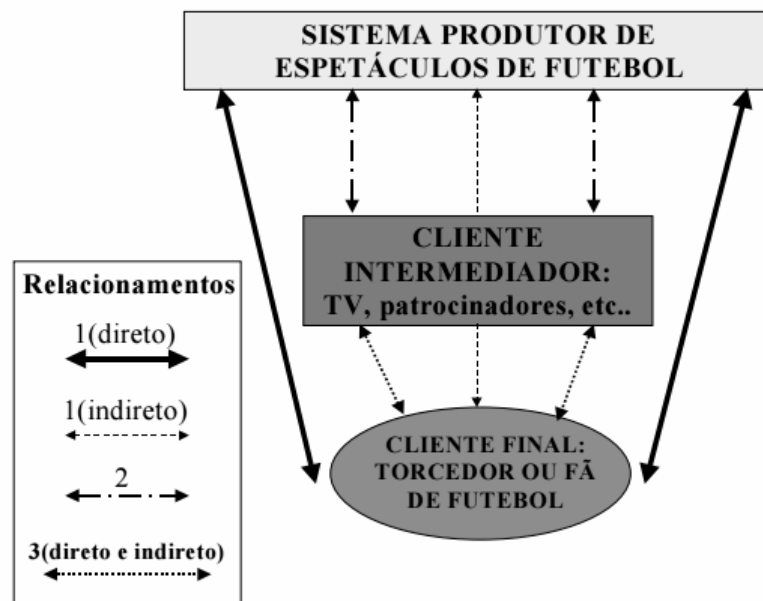 SISTEMA PRODUTOR DE
ESPETÁCULOS DE FUTEBOL
CLIENTE
INTERMEDIADOR:
TV, patrocinadores, etc..
CLIENTE FINAL:
TORCEDOR OU FÃ
DE FUTEBOL
Relacionamentos
1(direto)
1(indireto)
2
3(direto e indireto)